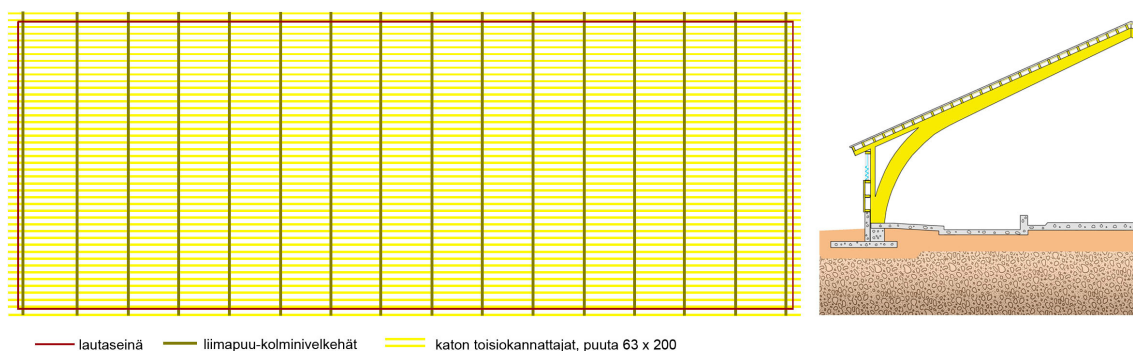 lautaseinä liimapuu-kolminivelkehät katon toisiokannattajat, puuta 63 x 200